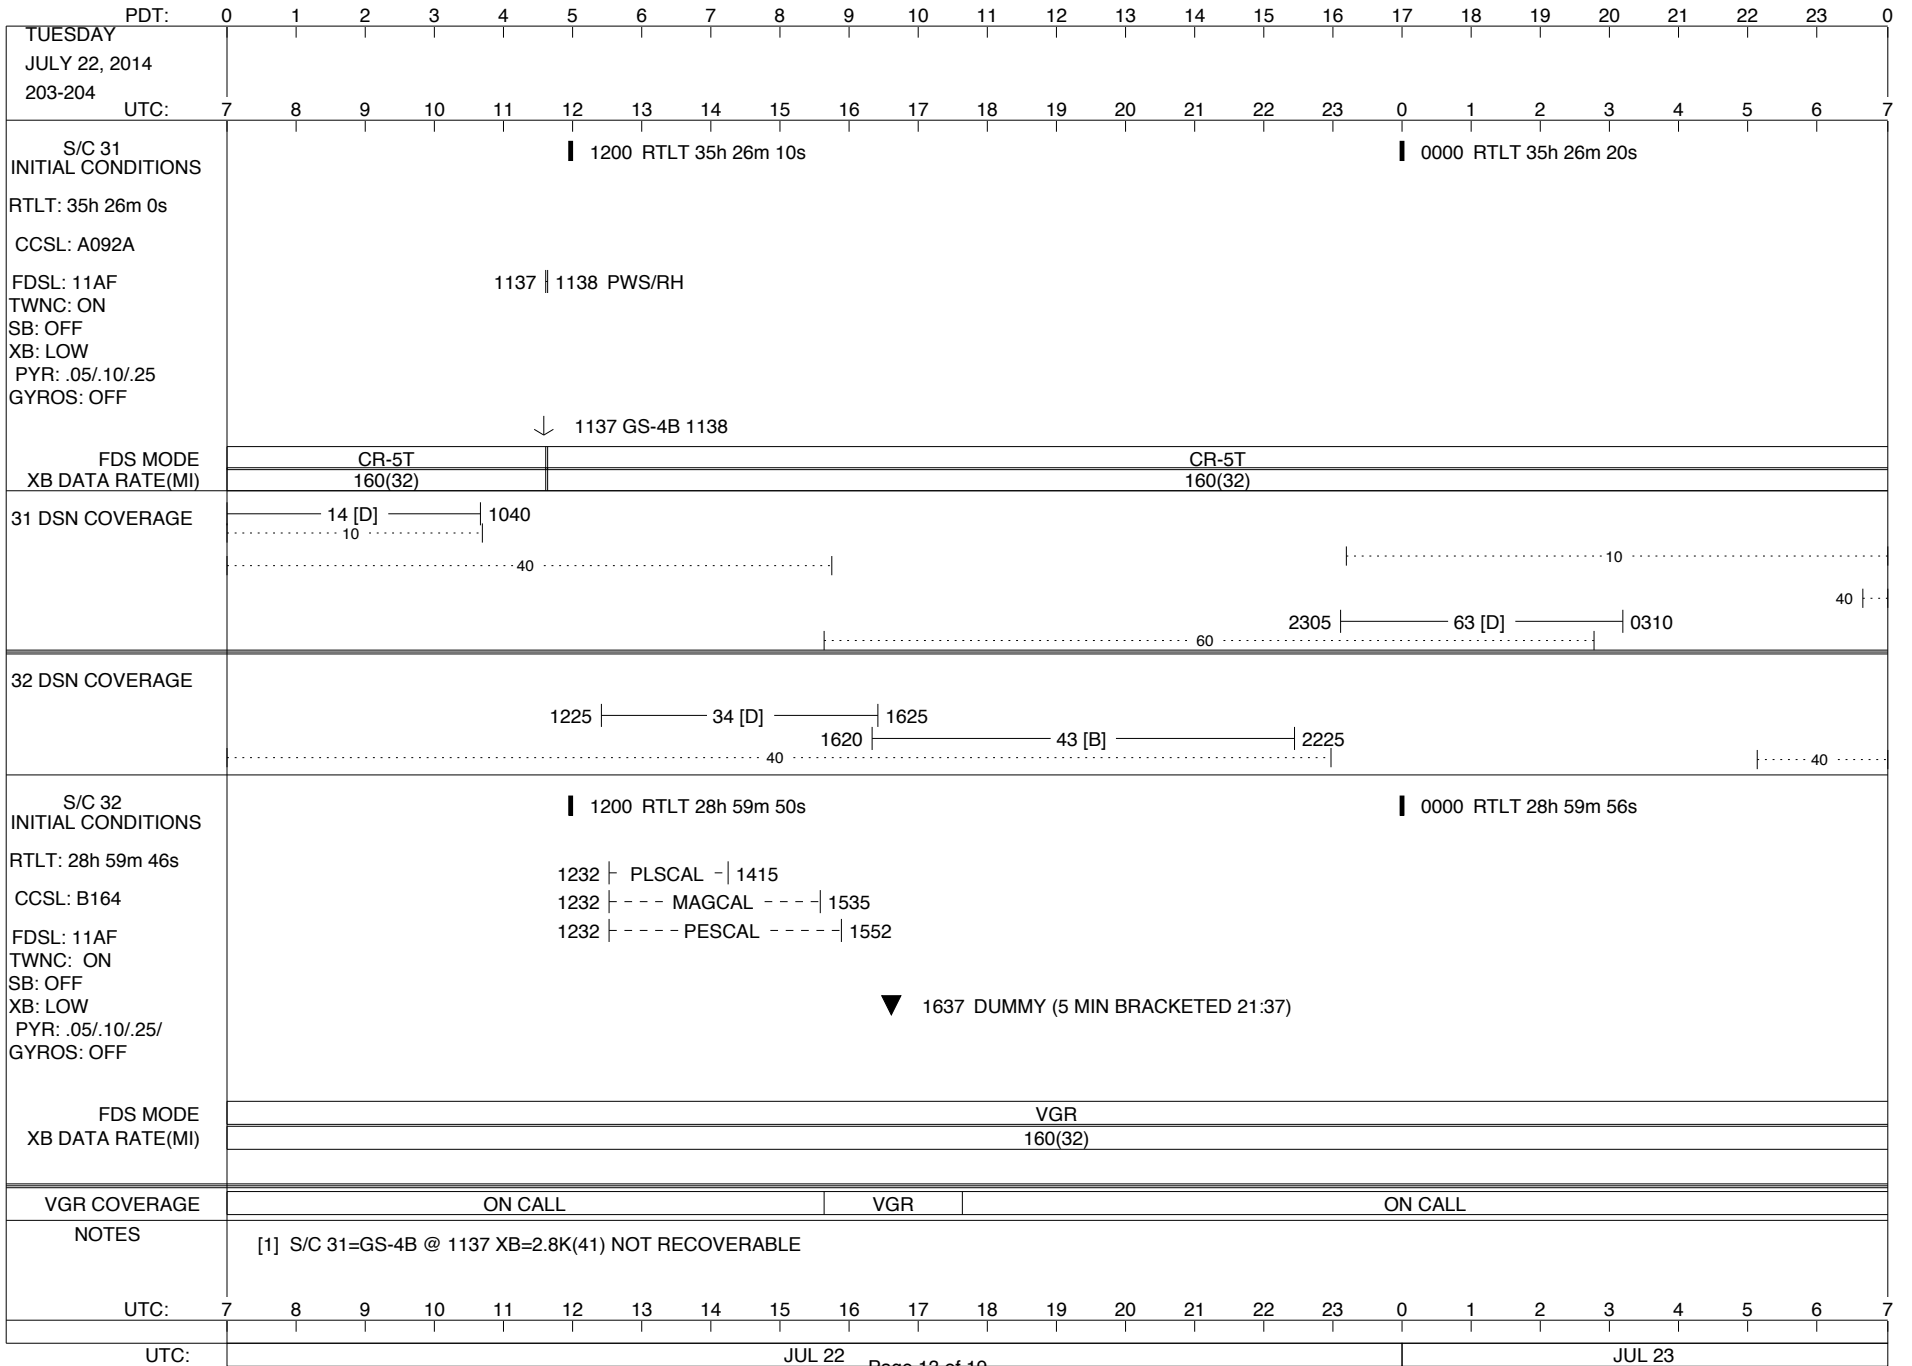 PDT: 0 1 2 3 4 5 6 7 8 9 10 11 12 13 14 15 16 17 18 19 20 21 22 23 0
TUESDAY
JULY 22, 2014
203-204
UTC: 7 8 9 10 11 12 13 14 15 16 17 18 19 20 21 22 23 0 1 2 3 4 5 6 7
S/C 31
INITIAL CONDITIONS
1200 RTLT 35h 26m 10s
0000 RTLT 35h 26m 20s
RTLT: 35h 26m 0s
CCSL: A092A
FDSL: 11AF
1137 1138 PWS/RH
TWNC: ON
SB: OFF
XB: LOW
PYR: .05/.10/.25
GYROS: OFF
1137 GS-4B 1138
FDS MODE CR-5T CR-5T
XB DATA RATE(MI) 160(32) 160(32)
31 DSN COVERAGE 14 [D] 1040
10
10
40
40
2305 63 [D] 0310
60
32 DSN COVERAGE
1225 34 [D] 1625
1620 43 [B] 2225
40 40
S/C 32
INITIAL CONDITIONS
1200 RTLT 28h 59m 50s
0000 RTLT 28h 59m 56s
RTLT: 28h 59m 46s
1232 PLSCAL 1415
CCSL: B164
1232 MAGCAL 1535
1232 PESCAL 1552
FDSL: 11AF
TWNC: ON
SB: OFF
XB: LOW
1637 DUMMY (5 MIN BRACKETED 21:37)
PYR: .05/.10/.25/
GYROS: OFF
FDS MODE VGR
XB DATA RATE(MI) 160(32)
VGR COVERAGE ON CALL VGR ON CALL
NOTES
[1] S/C 31=GS-4B @ 1137 XB=2.8K(41) NOT RECOVERABLE
UTC: 7 8 9 10 11 12 13 14 15 16 17 18 19 20 21 22 23 0 1 2 3 4 5 6 7
UTC: JUL 22 JUL 23